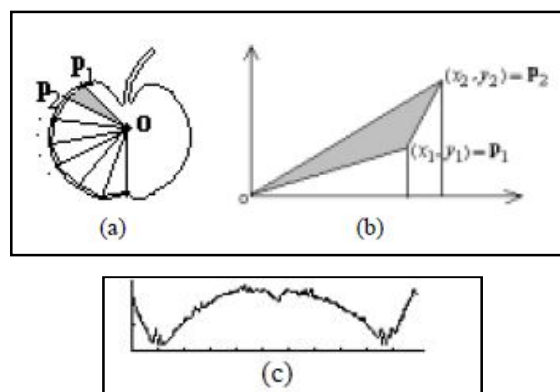 P₁
P₂
O
(a)
(x₂, y₂) = P₂
(x₁, y₁) = P₁
o
(b)
(c)